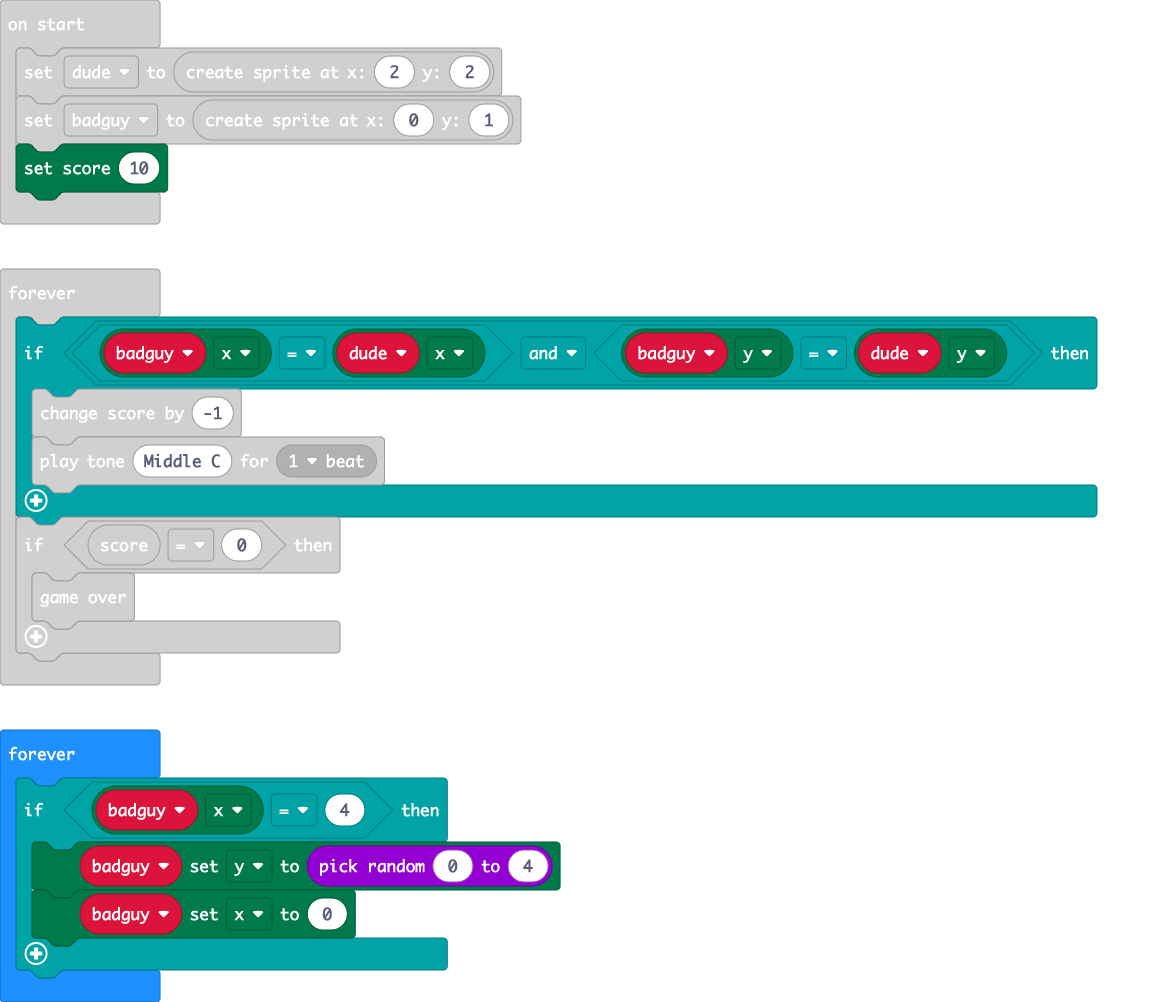 on start
set dude to create sprite at x: 2 y: 2
set badguy to create sprite at x: 0 y: 1
set score 10
forever
if badguy x = dude x and badguy y = dude y then
change score by -1
play tone Middle C for 1 beat
if score = 0 then
game over
forever
if badguy x = 4 then
badguy set y to pick random 0 to 4
badguy set x to 0